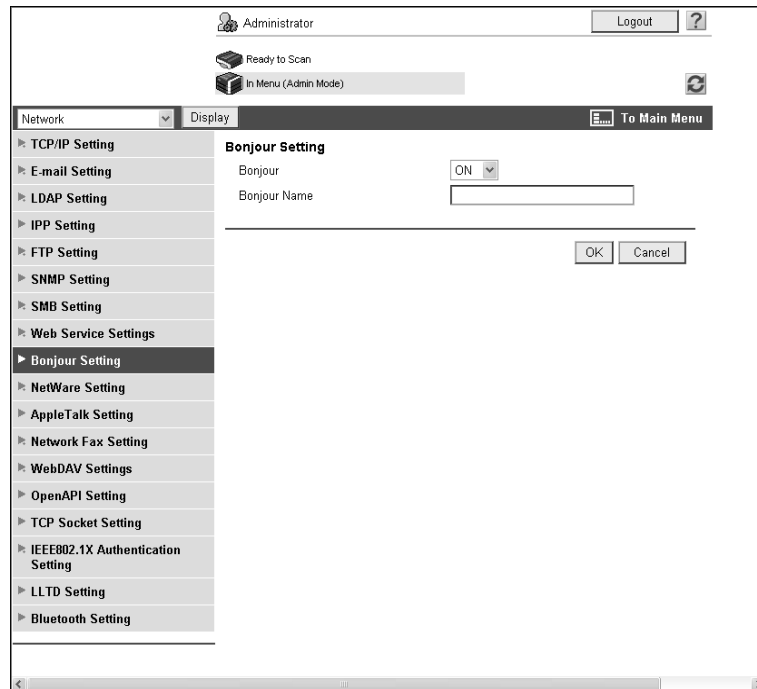 Administrator
Logout
?
Ready to Scan
In Menu (Admin Mode)
Network
Display
To Main Menu
TCP/IP Setting
E-mail Setting
LDAP Setting
IPP Setting
FTP Setting
SNMP Setting
SMB Setting
Web Service Settings
Bonjour Setting
NetWare Setting
AppleTalk Setting
Network Fax Setting
WebDAV Settings
OpenAPI Setting
TCP Socket Setting
IEEE802.1X Authentication
Setting
LLTD Setting
Bluetooth Setting
Bonjour Setting
Bonjour
ON
Bonjour Name
OK
Cancel